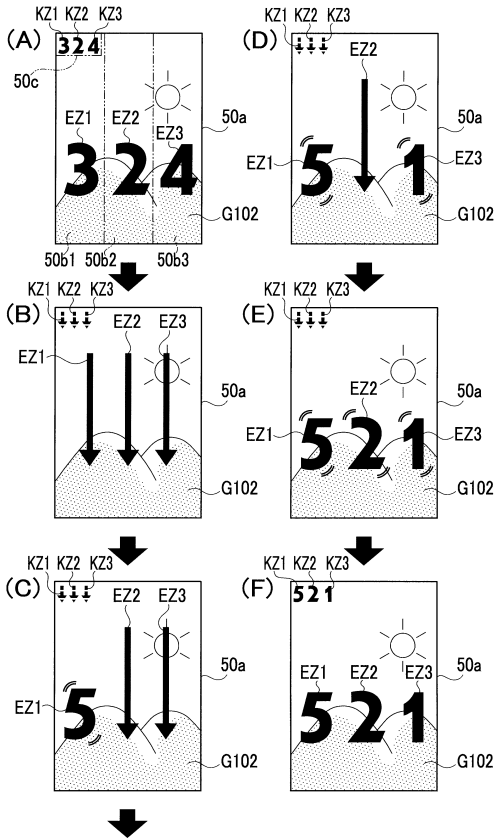 (A)
KZ1 KZ2 KZ3
324
50c
EZ1 EZ2 EZ3
324
50a
G102
50b1 50b2 50b3
(B)
KZ1 KZ2 KZ3
EZ1 EZ2 EZ3
50a
G102
(C)
KZ1 KZ2 KZ3
EZ2 EZ3
50a
EZ1 5
G102
(D)
KZ1 KZ2 KZ3
EZ2
50a
EZ1 5 1 EZ3
G102
(E)
KZ1 KZ2 KZ3
50a
EZ2
EZ1 521 EZ3
G102
(F)
KZ1 KZ2 KZ3
521
50a
EZ1 EZ2 EZ3
521
G102